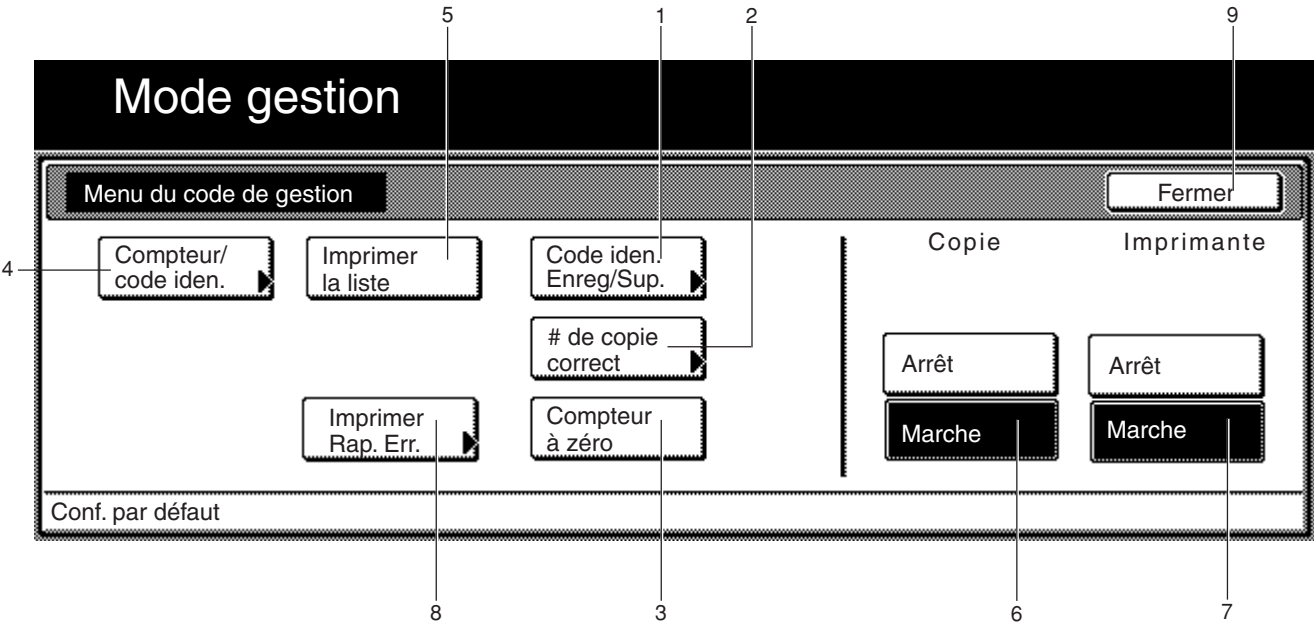 5 1 2 9
Mode gestion
Menu du code de gestion
Fermer
4
Compteur/
code iden.
Imprimer
la liste
Code iden.
Enreg/Sup.
# de copie
correct
Imprimer
Rap. Err.
Compteur
à zéro
Copie
Imprimante
Arrêt
Arrêt
Marche
Marche
Conf. par défaut
8 3 6 7